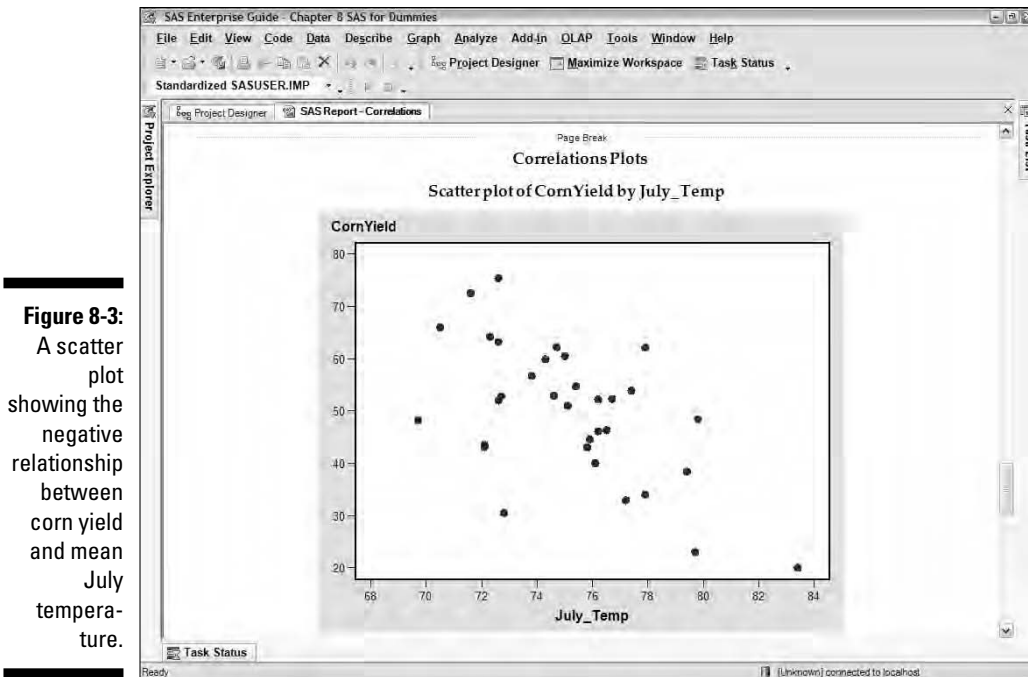 SAS Enterprise Guide - Chapter 8 SAS for Dummies
File Edit View Code Data Describe Graph Analyze Add-In OLAP Tools Window Help
Project Designer Maximize Workspace Task Status
Standardized SASUSER.IMP
Project Designer SAS Report - Correlations
Project Explorer
Page Break
Correlations Plots
Scatter plot of CornYield by July_Temp
CornYield
80
70
60
50
40
30
20
68 70 72 74 76 78 80 82 84
July_Temp
Task Status
Ready
[Unknown] connected to localhost
Figure 8-3:
A scatter
plot
showing the
negative
relationship
between
corn yield
and mean
July
tempera-
ture.